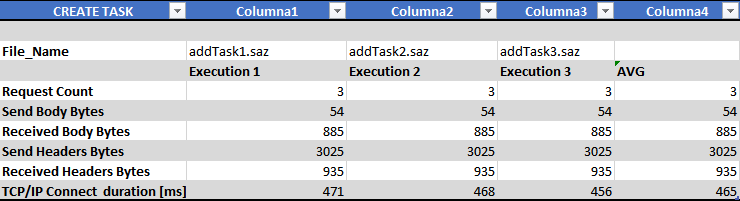 CREATE TASK Columna1 Columna2 Columna3 Columna4
File_Name addTask1.saz addTask2.saz addTask3.saz
Execution 1 Execution 2 Execution 3 AVG
Request Count 3 3 3 3
Send Body Bytes 54 54 54 54
Received Body Bytes 885 885 885 885
Send Headers Bytes 3025 3025 3025 3025
Received Headers Bytes 935 935 935 935
TCP/IP Connect duration [ms] 471 468 456 465